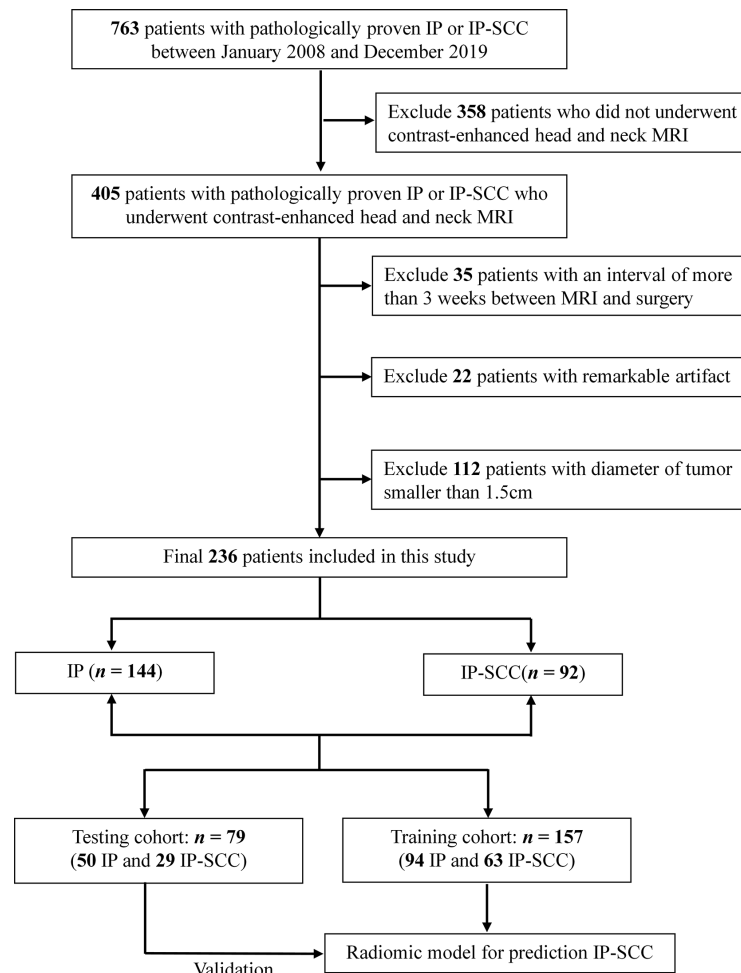 763 patients with pathologically proven IP or IP-SCC
between January 2008 and December 2019
Exclude 358 patients who did not underwent
contrast-enhanced head and neck MRI
405 patients with pathologically proven IP or IP-SCC who
underwent contrast-enhanced head and neck MRI
Exclude 35 patients with an interval of more
than 3 weeks between MRI and surgery
Exclude 22 patients with remarkable artifact
Exclude 112 patients with diameter of tumor
smaller than 1.5cm
Final 236 patients included in this study
IP (n = 144)
IP-SCC(n = 92)
Testing cohort: n = 79
(50 IP and 29 IP-SCC)
Training cohort: n = 157
(94 IP and 63 IP-SCC)
Radiomic model for prediction IP-SCC
Validation